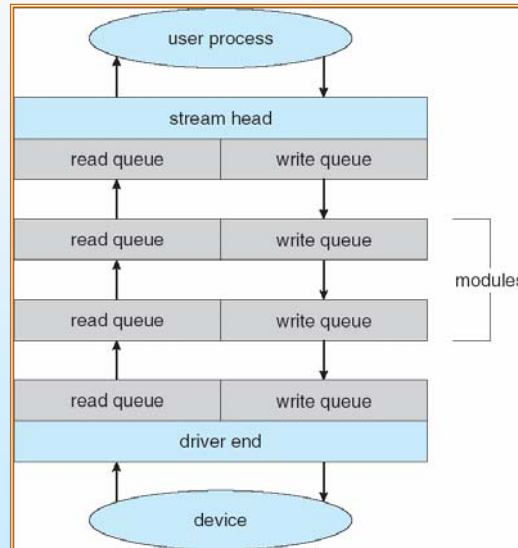 user process
stream head
read queue write queue
read queue write queue
modules
read queue write queue
read queue write queue
driver end
device